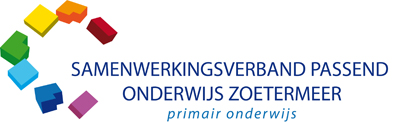 SAMENWERKINGSVERBAND PASSEND
ONDERWIJS ZOETERMEER
primair onderwijs